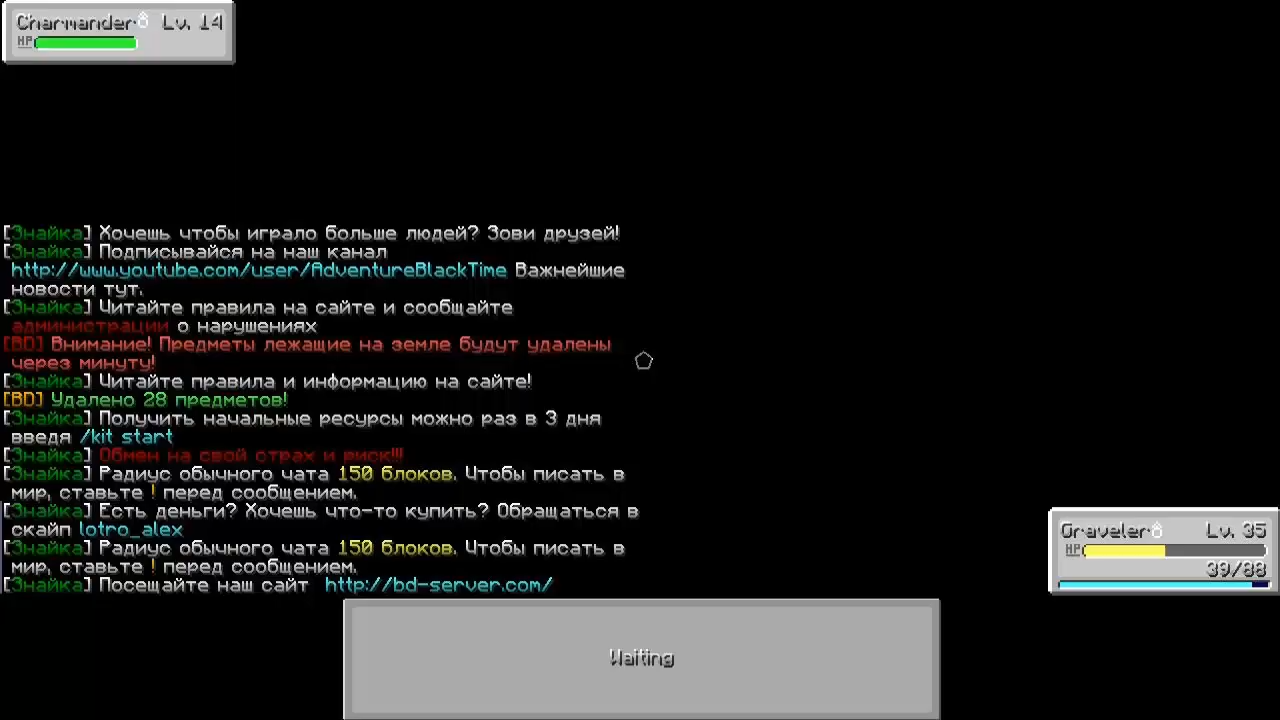 Charmander Lv. 14
HP
[Знайка] Хочешь чтобы играло больше людей? Зови друзей!
[Знайка] Подписывайся на наш канал
http://www.youtube.com/user/AdventureBlackTime Важнейшие
новости тут.
[Знайка] Читайте правила на сайте и сообщайте
администрации о нарушениях
[BD] Внимание! Предметы лежащие на земле будут удалены
через минуту!
[Знайка] Читайте правила и информацию на сайте!
[BD] Удалено 28 предметов!
[Знайка] Получить начальные ресурсы можно раз в 3 дня
введя /kit start
[Знайка] Обмен на свой страх и риск!!!
[Знайка] Радиус обычного чата 150 блоков. Чтобы писать в
мир, ставьте ! перед сообщением.
[Знайка] Есть деньги? Хочешь что-то купить? Обращаться в
скайп lotro_alex
[Знайка] Радиус обычного чата 150 блоков. Чтобы писать в
мир, ставьте ! перед сообщением.
[Знайка] Посещайте наш сайт http://bd-server.com/
Graveler Lv. 35
HP
39/88
Waiting